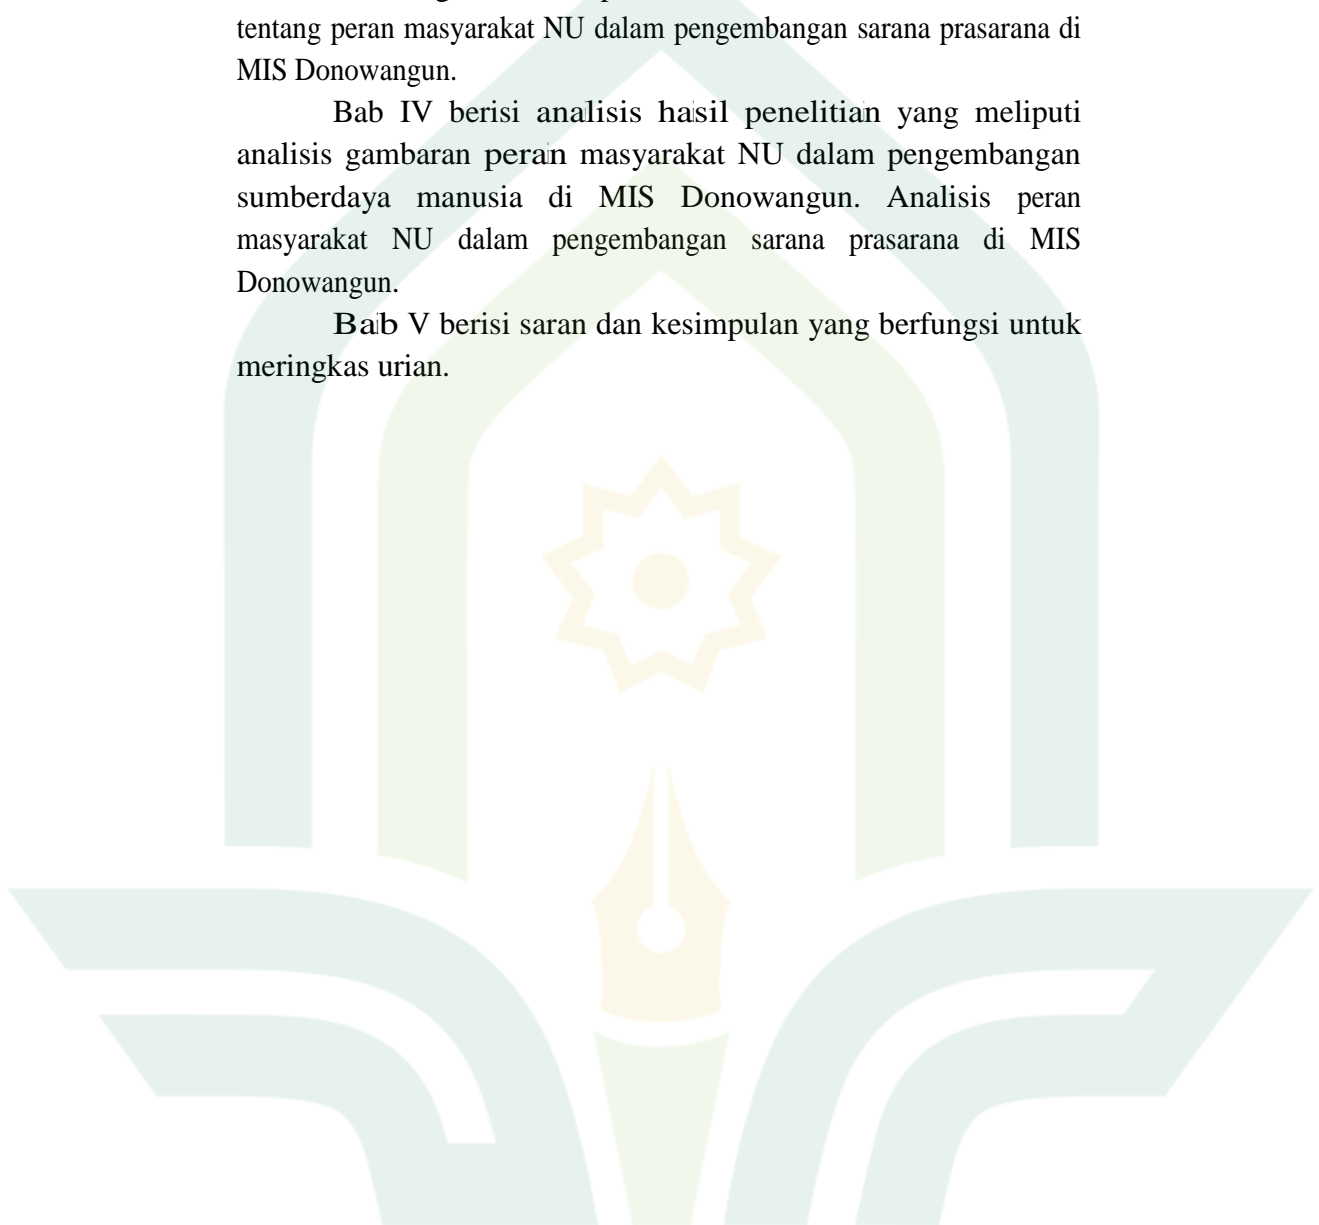 tentang peran masyarakat NU dalam pengembangan sarana prasarana di
MIS Donowangun.
Bab IV berisi analisis hasil penelitian yang meliputi
analisis gambaran peran masyarakat NU dalam pengembangan
sumberdaya manusia di MIS Donowangun. Analisis peran
masyarakat NU dalam pengembangan sarana prasarana di MIS
Donowangun.
Bab V berisi saran dan kesimpulan yang berfungsi untuk
meringkas urian.